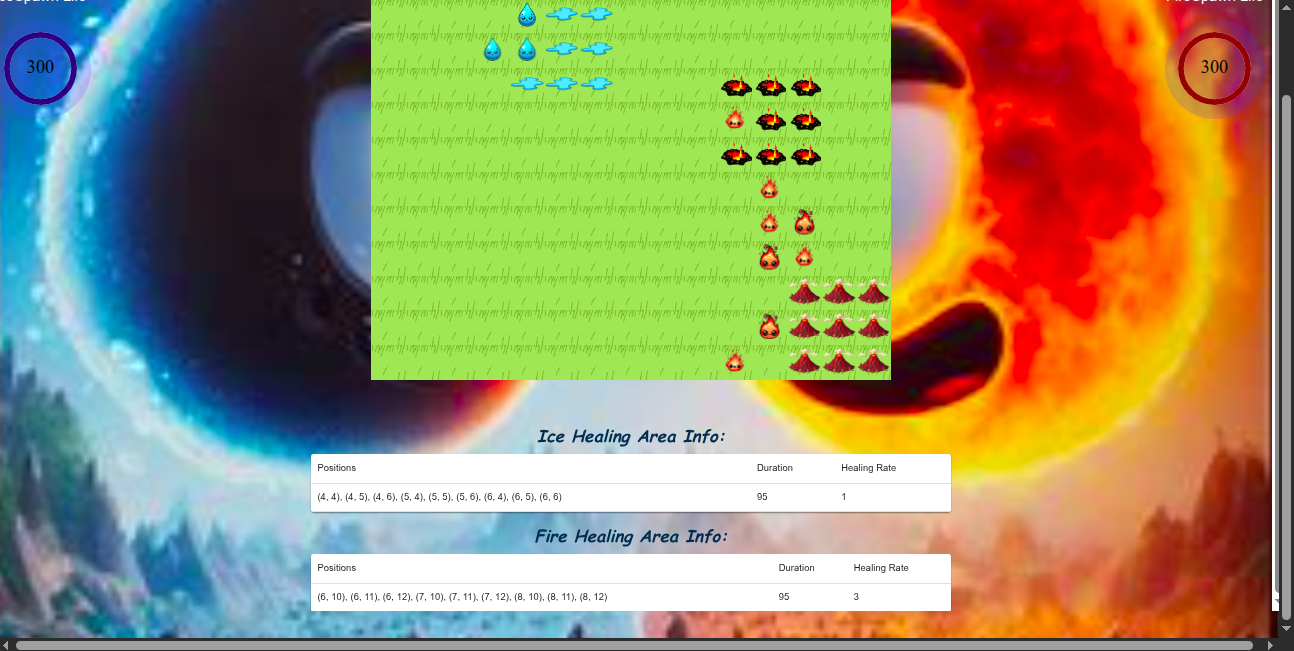 300
300
Ice Healing Area Info:
Positions Duration Healing Rate
(4, 4), (4, 5), (4, 6), (5, 4), (5, 5), (5, 6), (6, 4), (6, 5), (6, 6) 95 1
Fire Healing Area Info:
Positions Duration Healing Rate
(6, 10), (6, 11), (6, 12), (7, 10), (7, 11), (7, 12), (8, 10), (8, 11), (8, 12) 95 3